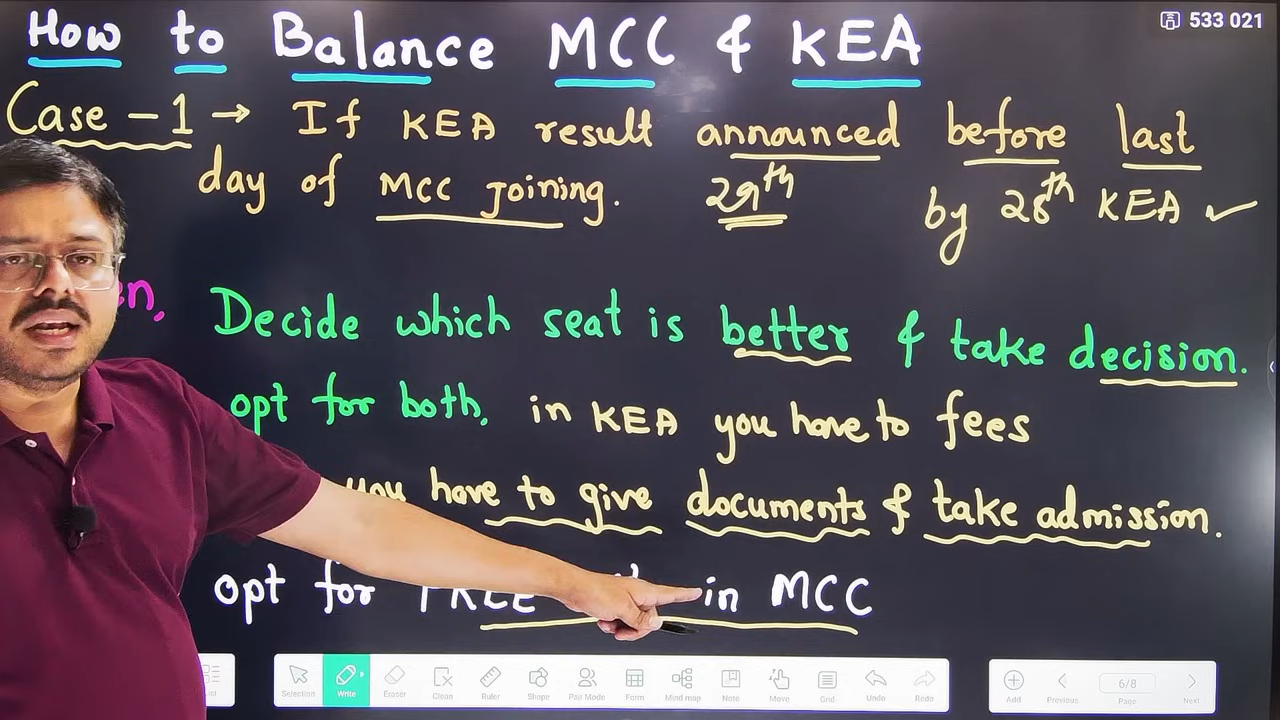 533 021
How to Balance MCC & KEA
Case - 1 → If KEA result announced before last
day of MCC joining. 29th by 28th KEA ✓
Decide which seat is better & take decision.
opt for both, in KEA you have to fees
you have to give documents & take admission.
opt for FREE in MCC
Selection Write Eraser Clean Ruler Shape Pair Mode Form Mind map Note Move Grid Undo Redo
Add Previous 6/8 Page Next